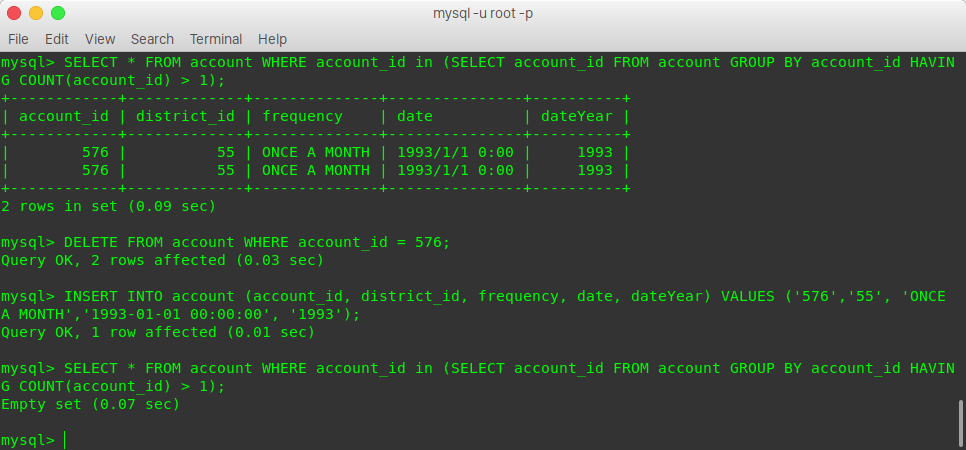 mysql -u root -p
File Edit View Search Terminal Help
mysql> SELECT * FROM account WHERE account_id in (SELECT account_id FROM account GROUP BY account_id HAVIN
G COUNT(account_id) > 1);
+------------+-------------+--------------+---------------+----------+
| account_id | district_id | frequency    | date          | dateYear |
+------------+-------------+--------------+---------------+----------+
|        576 |          55 | ONCE A MONTH | 1993/1/1 0:00 |     1993 |
|        576 |          55 | ONCE A MONTH | 1993/1/1 0:00 |     1993 |
+------------+-------------+--------------+---------------+----------+
2 rows in set (0.09 sec)
mysql> DELETE FROM account WHERE account_id = 576;
Query OK, 2 rows affected (0.03 sec)
mysql> INSERT INTO account (account_id, district_id, frequency, date, dateYear) VALUES ('576','55', 'ONCE
A MONTH','1993-01-01 00:00:00', '1993');
Query OK, 1 row affected (0.01 sec)
mysql> SELECT * FROM account WHERE account_id in (SELECT account_id FROM account GROUP BY account_id HAVIN
G COUNT(account_id) > 1);
Empty set (0.07 sec)
mysql>